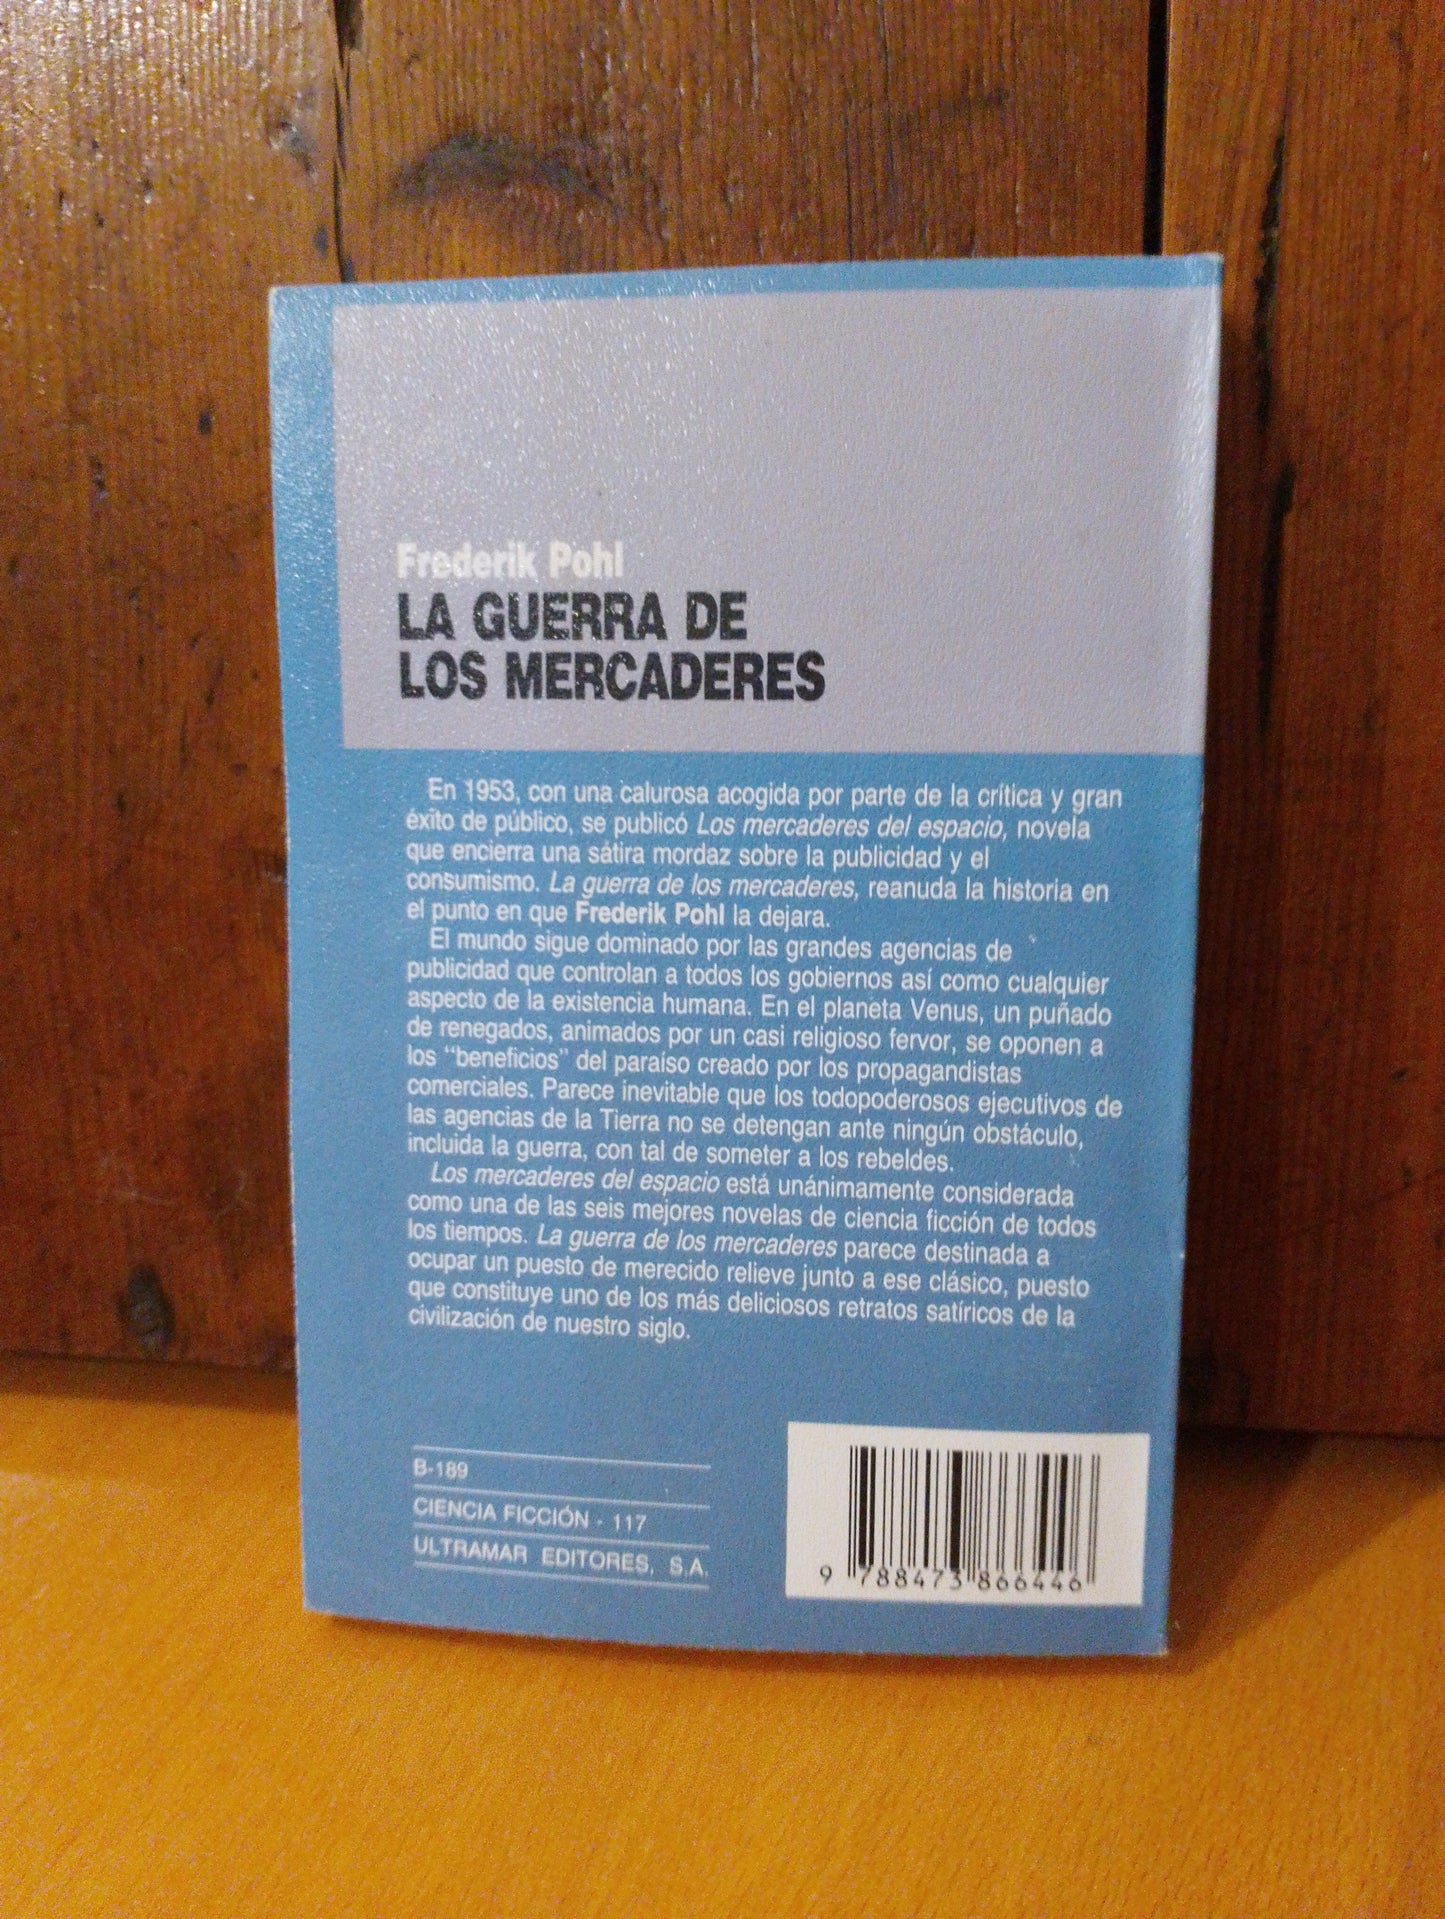 Frederik Pohl
LA GUERRA DE
LOS MERCADERES
En 1953, con una calurosa acogida por parte de la crítica y gran
éxito de público, se publicó Los mercaderes del espacio, novela
que encierra una sátira mordaz sobre la publicidad y el
consumismo. La guerra de los mercaderes, reanuda la historia en
el punto en que Frederik Pohl la dejara.
El mundo sigue dominado por las grandes agencias de
publicidad que controlan a todos los gobiernos así como cualquier
aspecto de la existencia humana. En el planeta Venus, un puñado
de renegados, animados por un casi religioso fervor, se oponen a
los "beneficios" del paraíso creado por los propagandistas
comerciales. Parece inevitable que los todopoderosos ejecutivos de
las agencias de la Tierra no se detengan ante ningún obstáculo,
incluida la guerra, con tal de someter a los rebeldes.
Los mercaderes del espacio está unánimamente considerada
como una de las seis mejores novelas de ciencia ficción de todos
los tiempos. La guerra de los mercaderes parece destinada a
ocupar un puesto de merecido relieve junto a ese clásico, puesto
que constituye uno de los más deliciosos retratos satíricos de la
civilización de nuestro siglo.
B-189
CIENCIA FICCIÓN - 117
ULTRAMAR EDITORES, S.A.
9 788473 866446